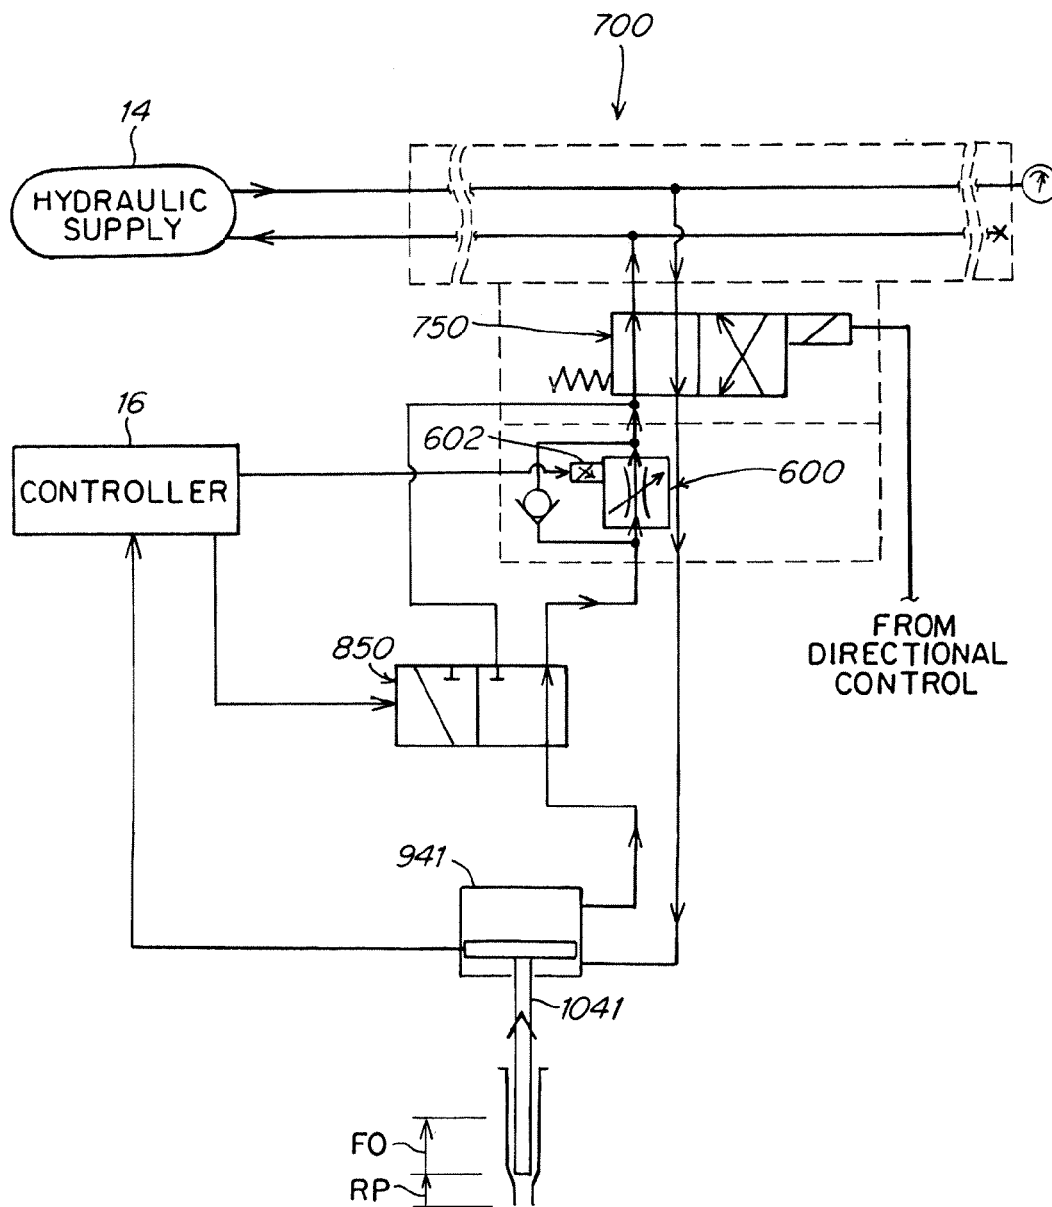 700
14
HYDRAULIC
SUPPLY
750
16
602
CONTROLLER
600
850
FROM
DIRECTIONAL
CONTROL
941
1041
FO
RP